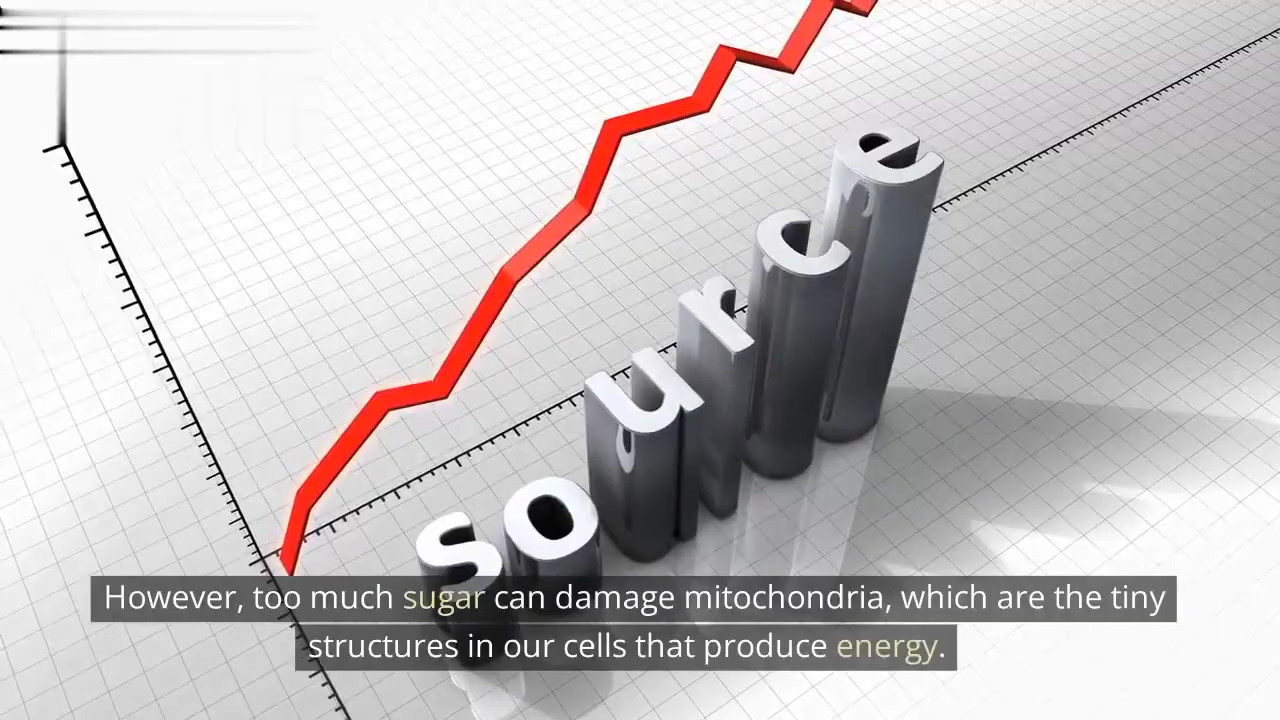 source
However, too much sugar can damage mitochondria, which are the tiny
structures in our cells that produce energy.